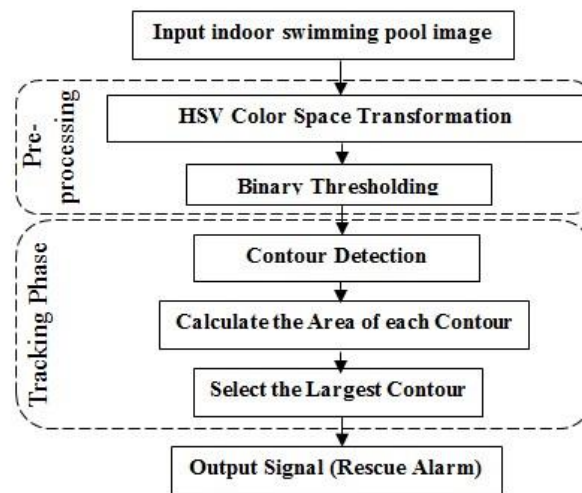 Input indoor swimming pool image
Pre-
processing
HSV Color Space Transformation
Binary Thresholding
Tracking Phase
Contour Detection
Calculate the Area of each Contour
Select the Largest Contour
Output Signal (Rescue Alarm)